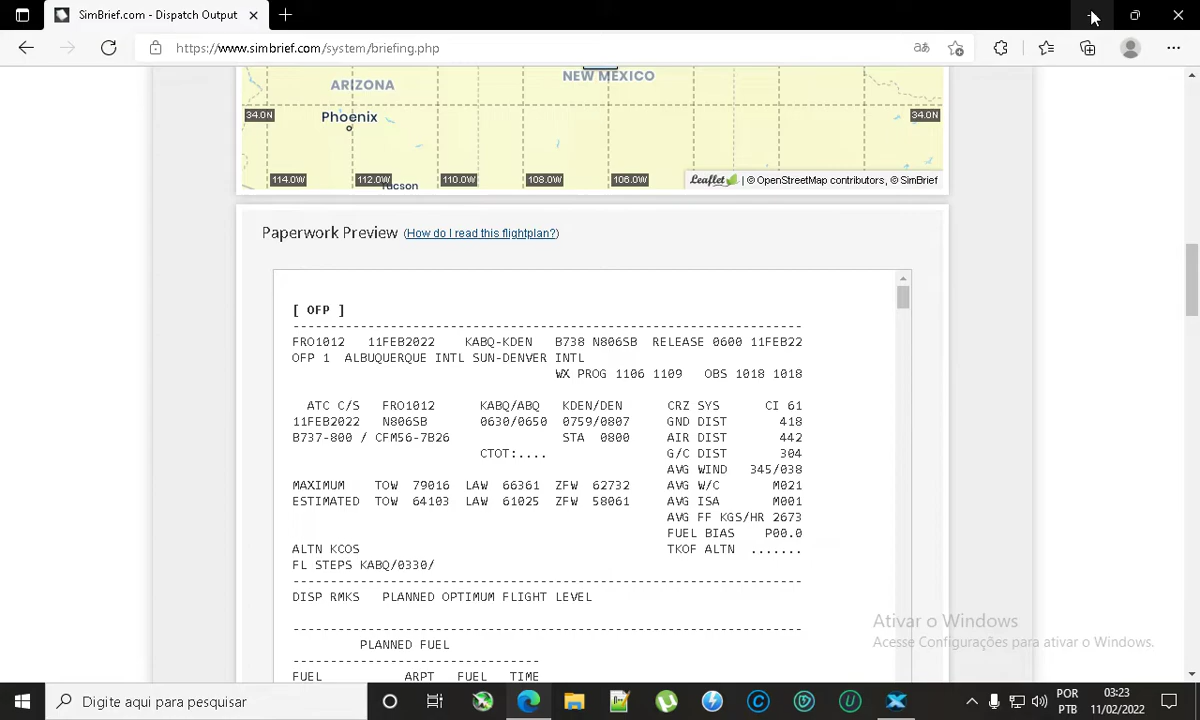 SimBrief.com - Dispatch Output
https://www.simbrief.com/system/briefing.php
ARIZONA
NEW MEXICO
34.0N
34.0N
Phoenix
114.0W
112.0W
110.0W
108.0W
106.0W
Tucson
Leaflet | © OpenStreetMap contributors, © SimBrief
Paperwork Preview (How do I read this flightplan?)
[ OFP ]
--------------------------------------------------------------------
FRO1012 11FEB2022 KABQ-KDEN B738 N806SB RELEASE 0600 11FEB22
OFP 1 ALBUQUERQUE INTL SUN-DENVER INTL
WX PROG 1106 1109 OBS 1018 1018
ATC C/S FRO1012 KABQ/ABQ KDEN/DEN CRZ SYS CI 61
11FEB2022 N806SB 0630/0650 0759/0807 GND DIST 418
B737-800 / CFM56-7B26 STA 0800 AIR DIST 442
CTOT:.... G/C DIST 304
AVG WIND 345/038
MAXIMUM TOW 79016 LAW 66361 ZFW 62732 AVG W/C M021
ESTIMATED TOW 64103 LAW 61025 ZFW 58061 AVG ISA M001
AVG FF KGS/HR 2673
FUEL BIAS P00.0
ALTN KCOS TKOF ALTN .......
FL STEPS KABQ/0330/
--------------------------------------------------------------------
DISP RMKS PLANNED OPTIMUM FLIGHT LEVEL
--------------------------------------------------------------------
PLANNED FUEL
---------------------------------
FUEL ARPT FUEL TIME
Ativar o Windows
Acesse Configurações para ativar o Windows.
Digite aqui para pesquisar
POR
PTB
03:23
11/02/2022